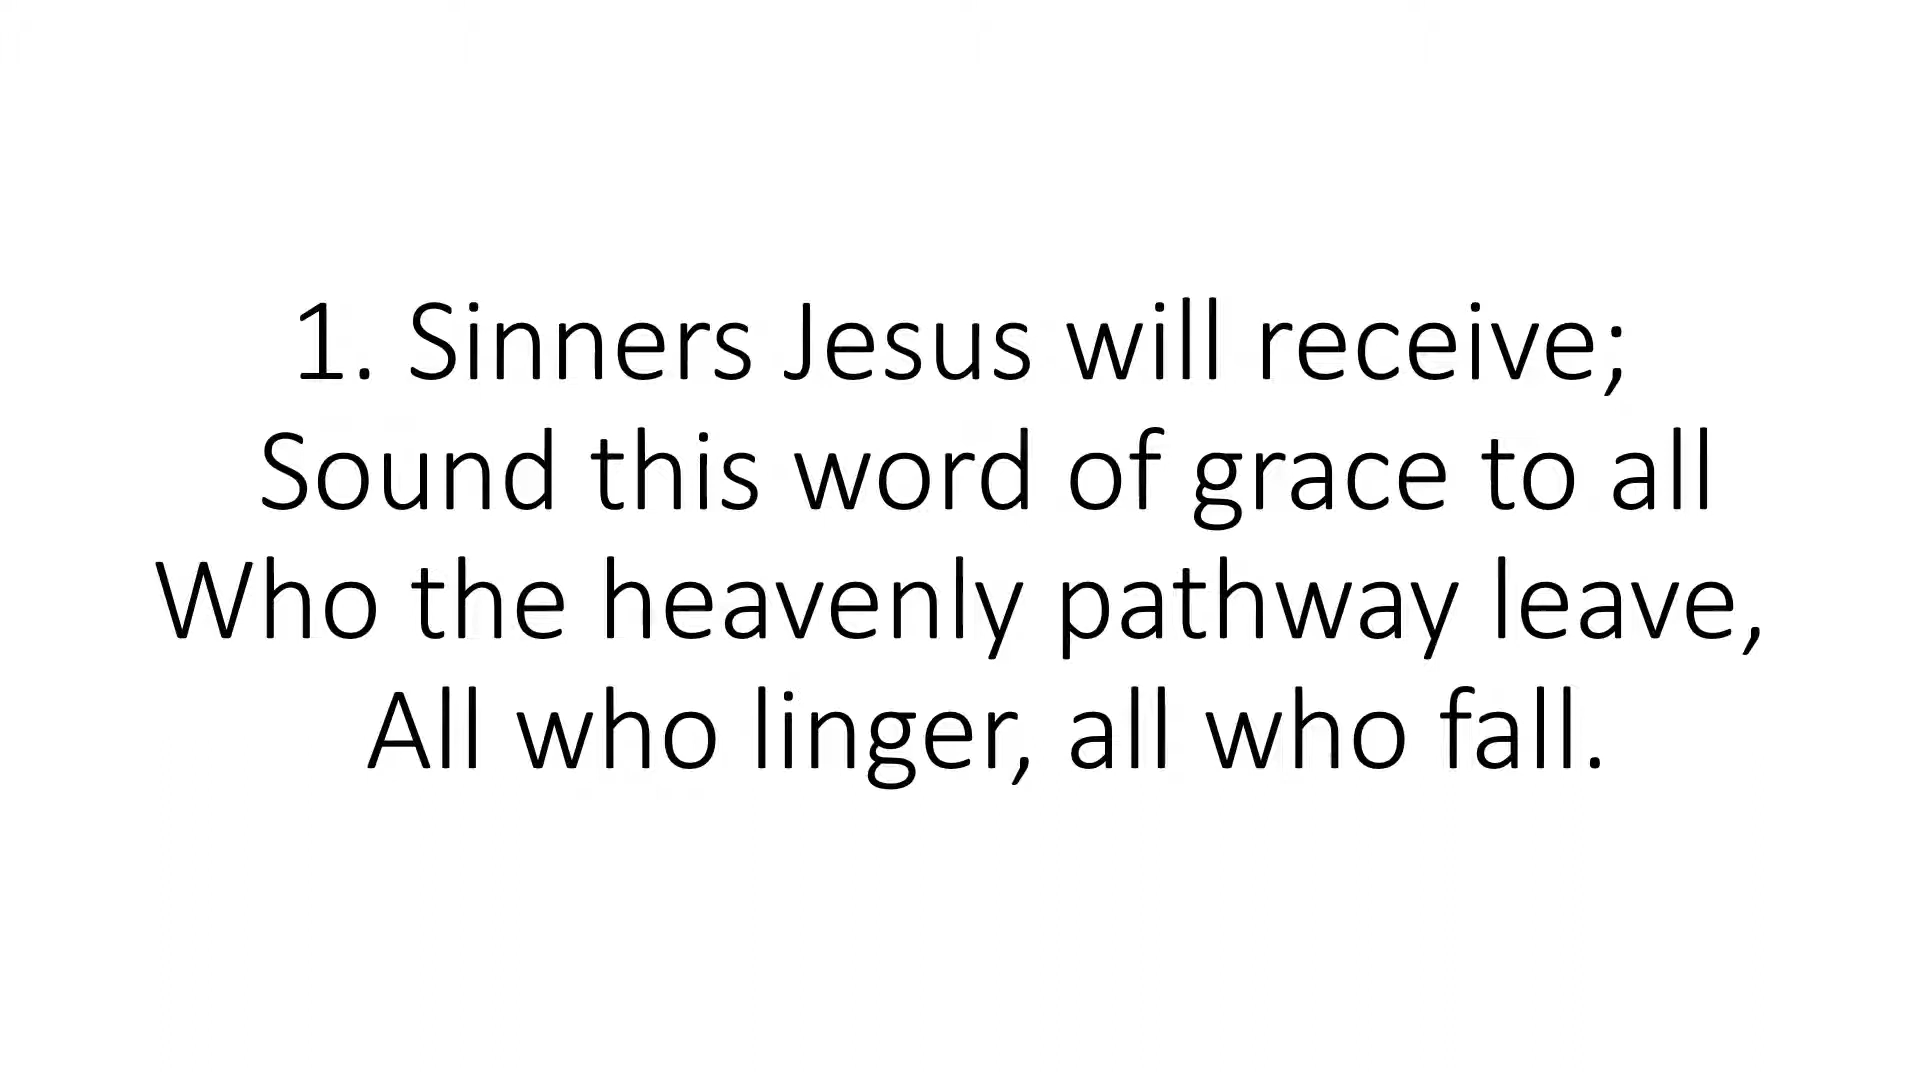 1. Sinners Jesus will receive;
Sound this word of grace to all
Who the heavenly pathway leave,
All who linger, all who fall.